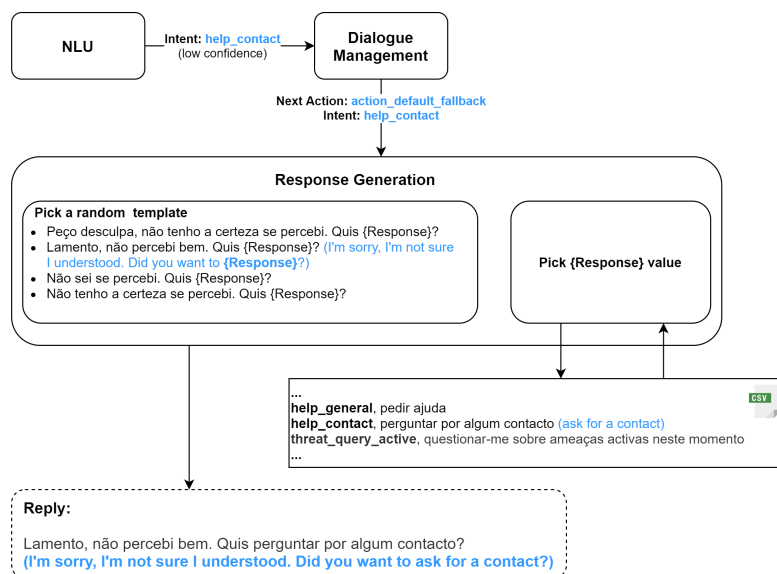 NLU
Intent: help_contact
(low confidence)
Dialogue
Management
Next Action: action_default_fallback
Intent: help_contact
Response Generation
Pick a random template
• Peço desculpa, não tenho a certeza se percebi. Quis {Response}?
• Lamento, não percebi bem. Quis {Response}? (I'm sorry, I'm not sure
I understood. Did you want to {Response}?)
• Não sei se percebi. Quis {Response}?
• Não tenho a certeza se percebi. Quis {Response}?
Pick {Response} value
...
help_general, pedir ajuda
help_contact, perguntar por algum contacto (ask for a contact)
threat_query_active, questionar-me sobre ameaças activas neste momento
...
CSV
Reply:
Lamento, não percebi bem. Quis perguntar por algum contacto?
(I'm sorry, I'm not sure I understood. Did you want to ask for a contact?)